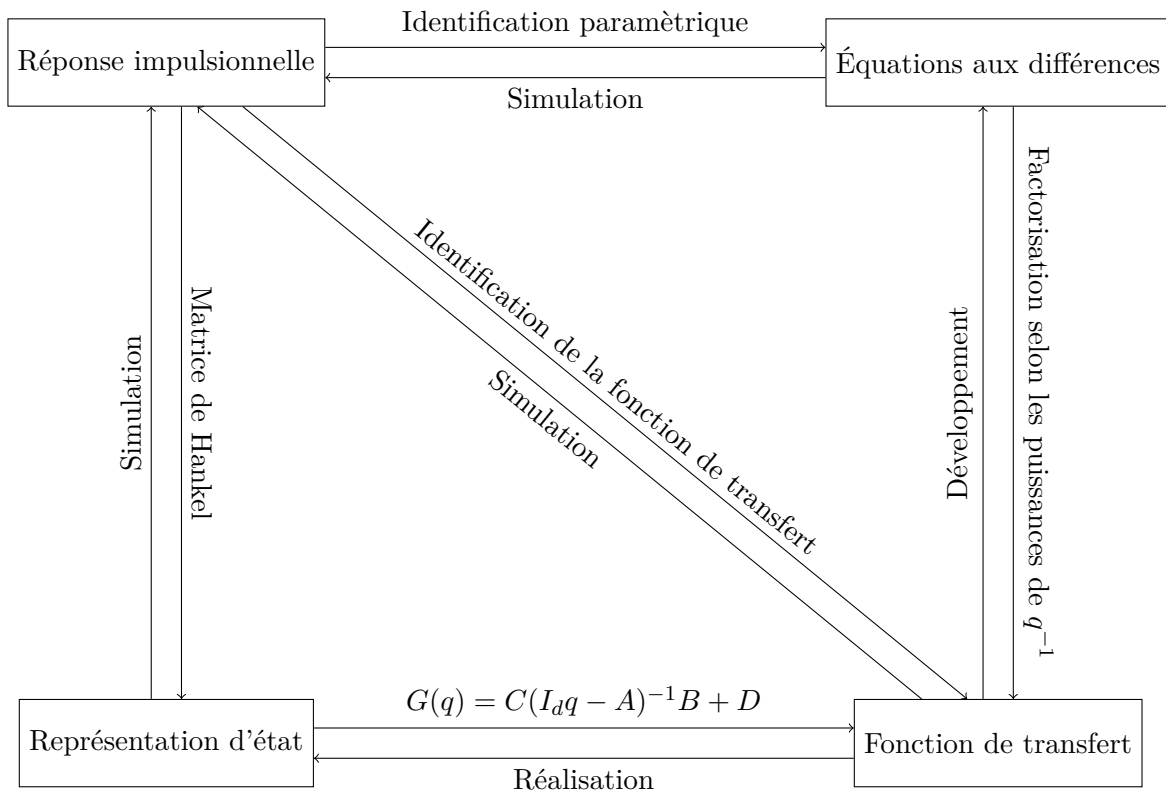 Identification paramètrique
Réponse impulsionnelle
Équations aux différences
Simulation
Identification de la fonction de transfert
Simulation
Simulation
Matrice de Hankel
Développement
Factorisation selon les puissances de q⁻¹
G(q) = C(I_d q − A)⁻¹B + D
Représentation d'état
Fonction de transfert
Réalisation